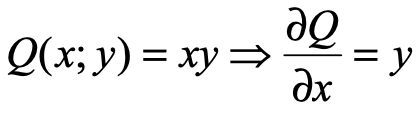 Q(x; y) = xy ⇒ ∂Q/∂x = y